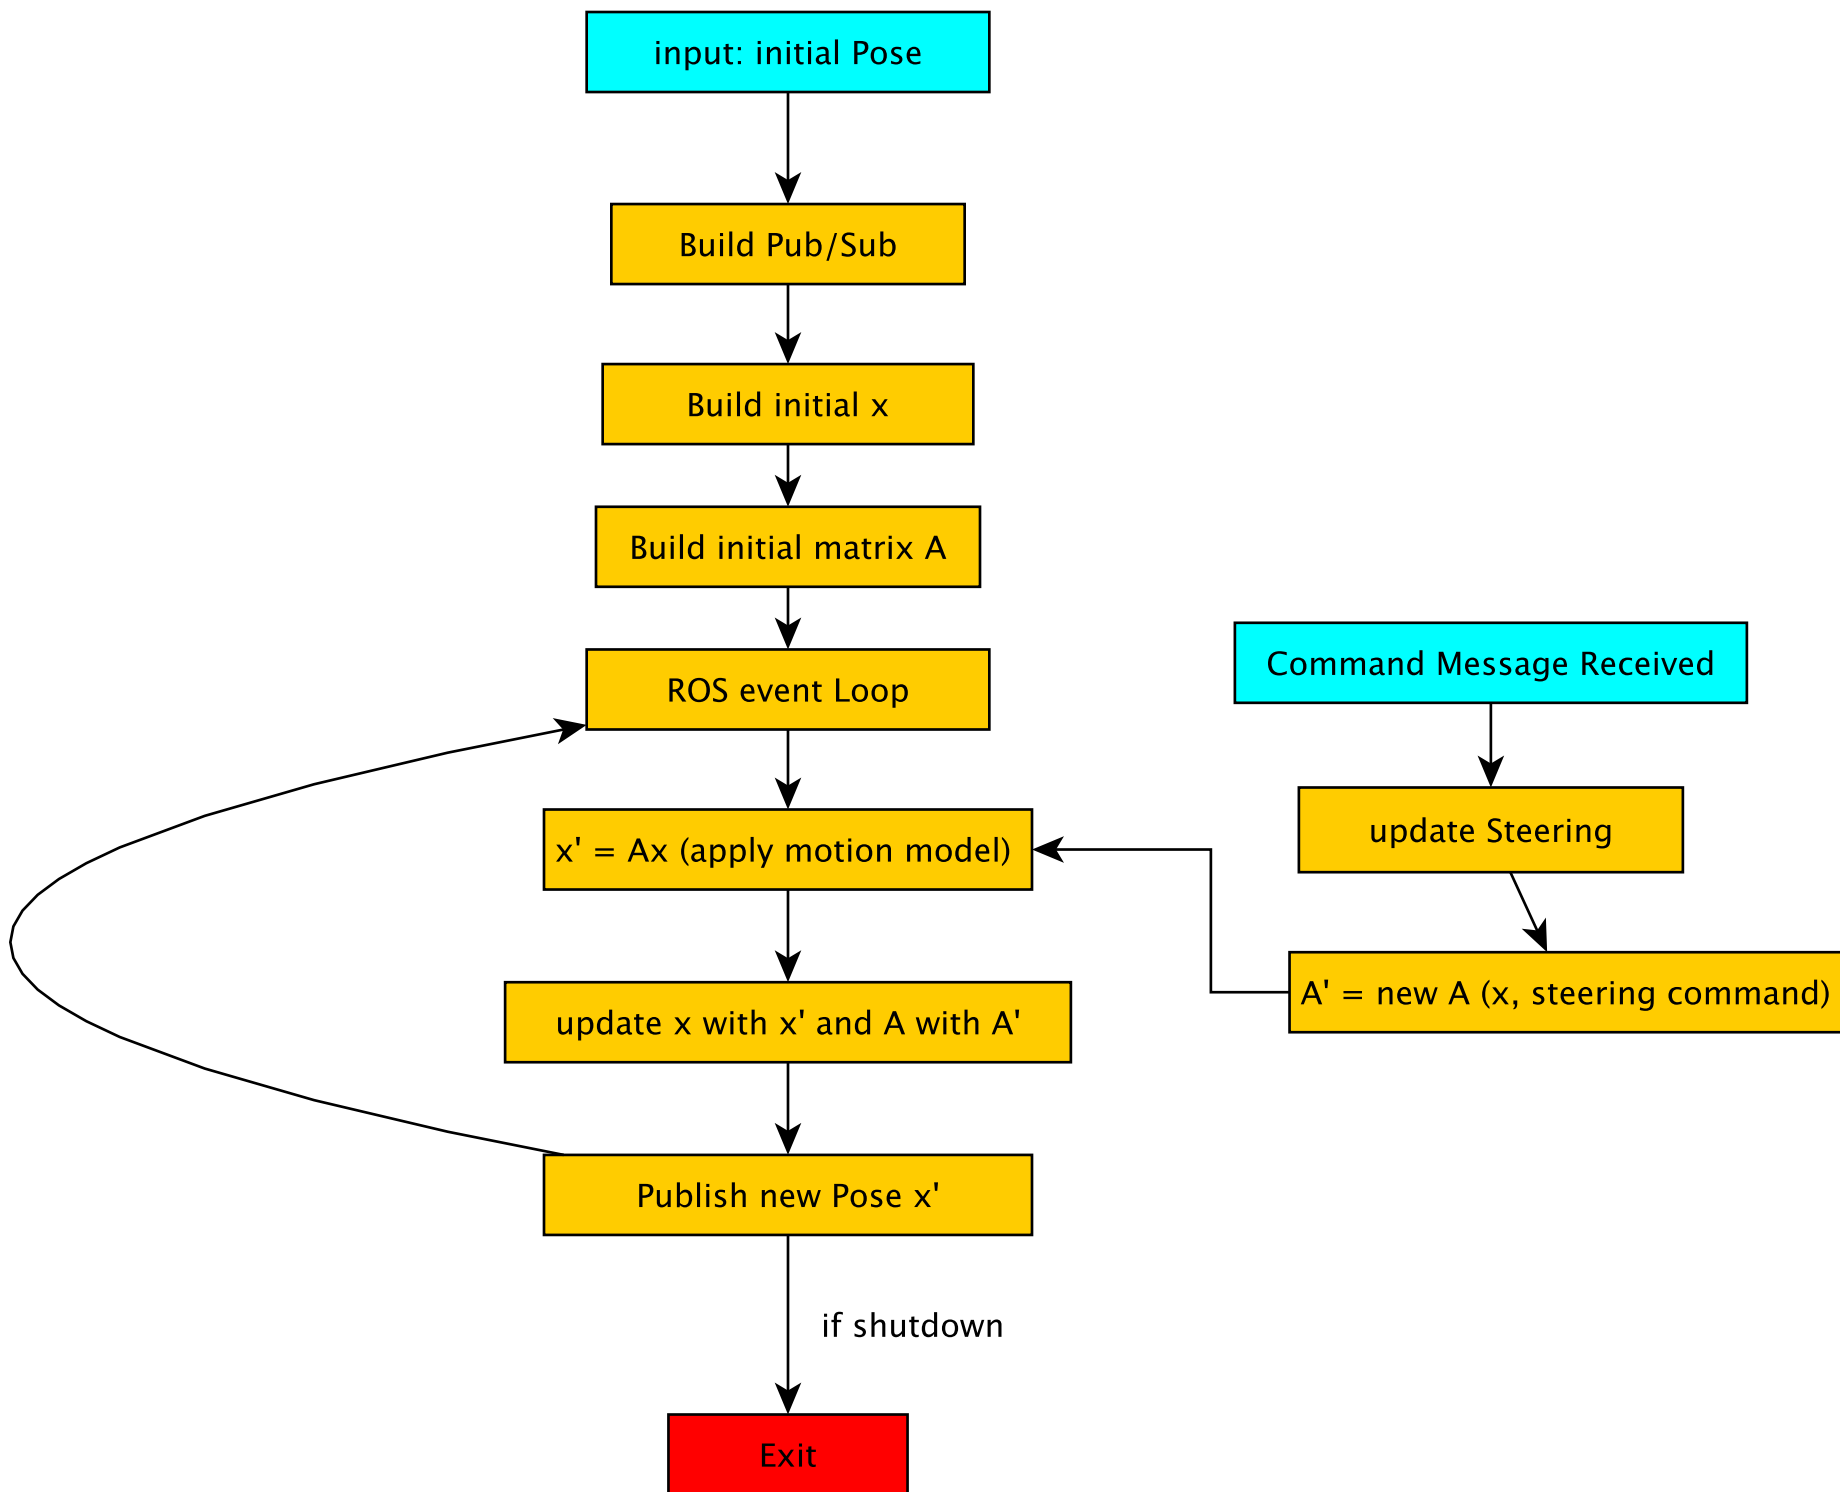 input: initial Pose
Build Pub/Sub
Build initial x
Build initial matrix A
ROS event Loop
x' = Ax (apply motion model)
update x with x' and A with A'
Publish new Pose x'
if shutdown
Exit
Command Message Received
update Steering
A' = new A (x, steering command)